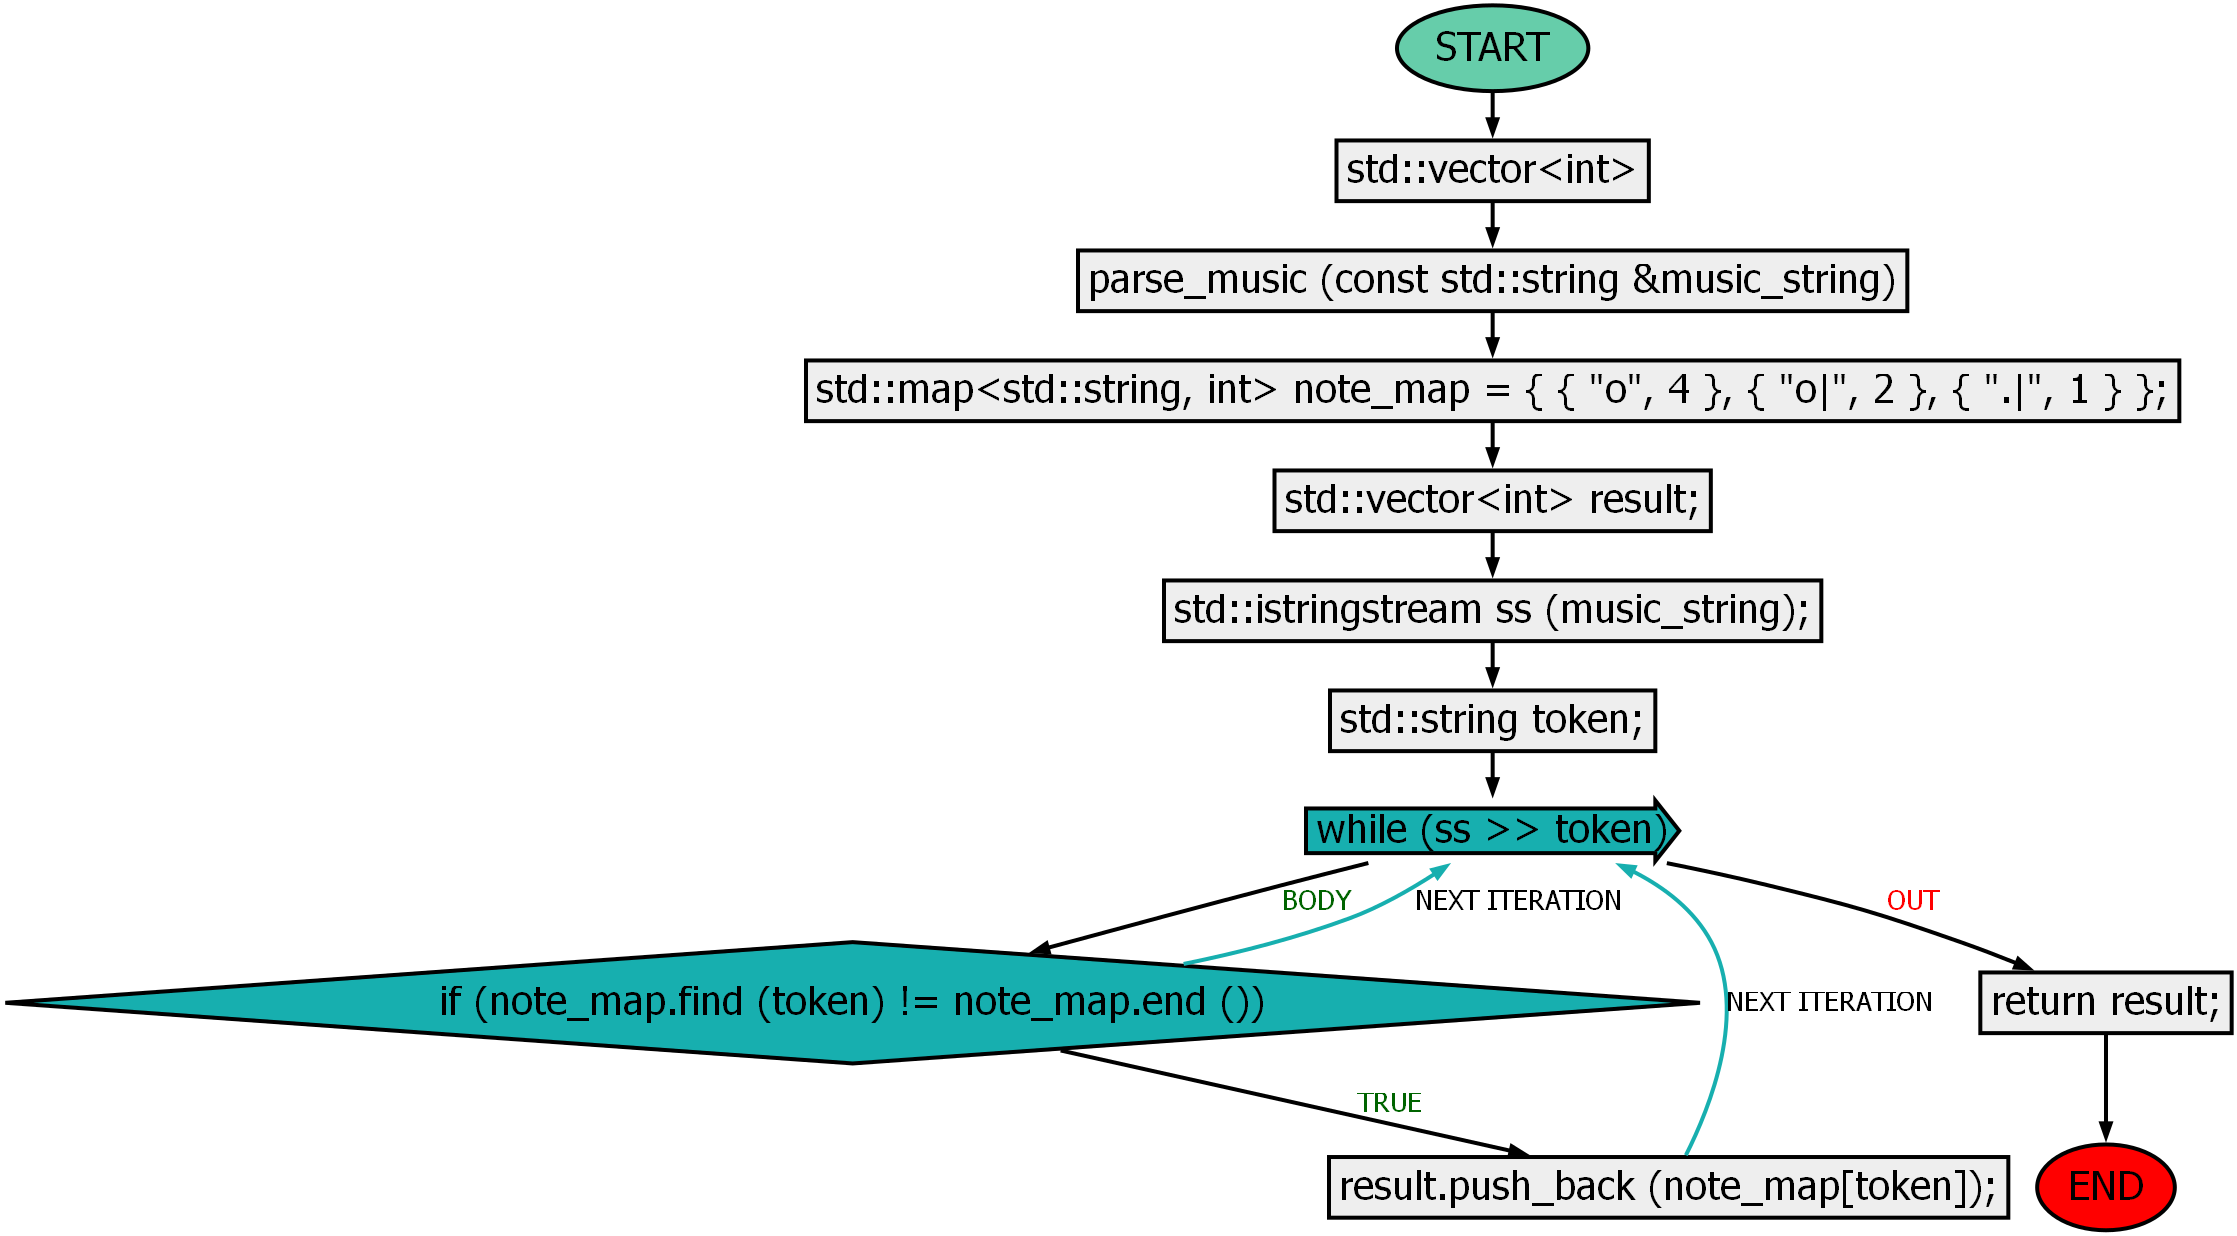 START
std::vector<int>
parse_music (const std::string &music_string)
std::map<std::string, int> note_map = { { "o", 4 }, { "o|", 2 }, { ".|", 1 } };
std::vector<int> result;
std::istringstream ss (music_string);
std::string token;
while (ss >> token)
BODY
NEXT ITERATION
OUT
if (note_map.find (token) != note_map.end ())
NEXT ITERATION
return result;
TRUE
result.push_back (note_map[token]);
END